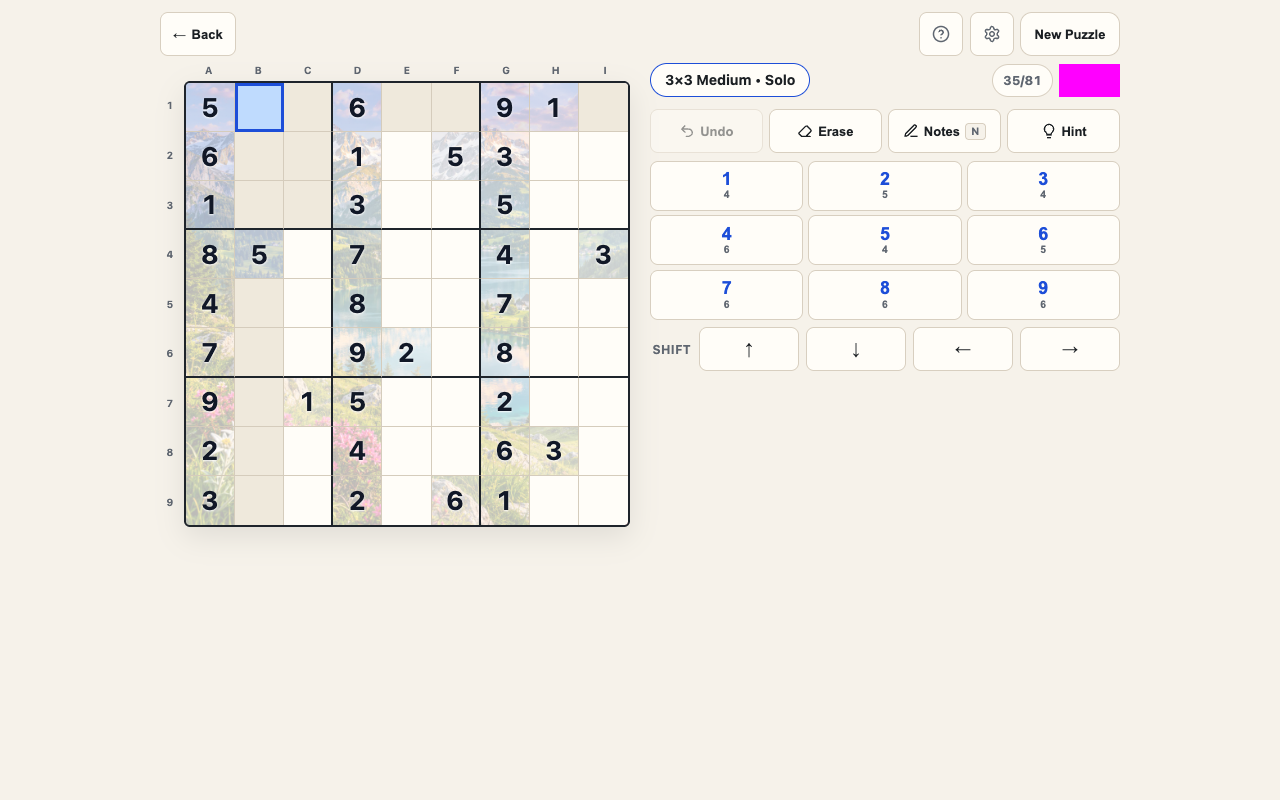 ← Back
New Puzzle
A B C D E F G H I
3×3 Medium • Solo
35/81
1 5 6 9 1
2 6 1 5 3
3 1 3 5
4 8 5 7 4 3
5 4 8 7
6 7 9 2 8
7 9 1 5 2
8 2 4 6 3
9 3 2 6 1
Undo Erase Notes N Hint
1 2 3
4 5 4
4 5 6
6 4 5
7 8 9
6 6 6
SHIFT ↑ ↓ ← →